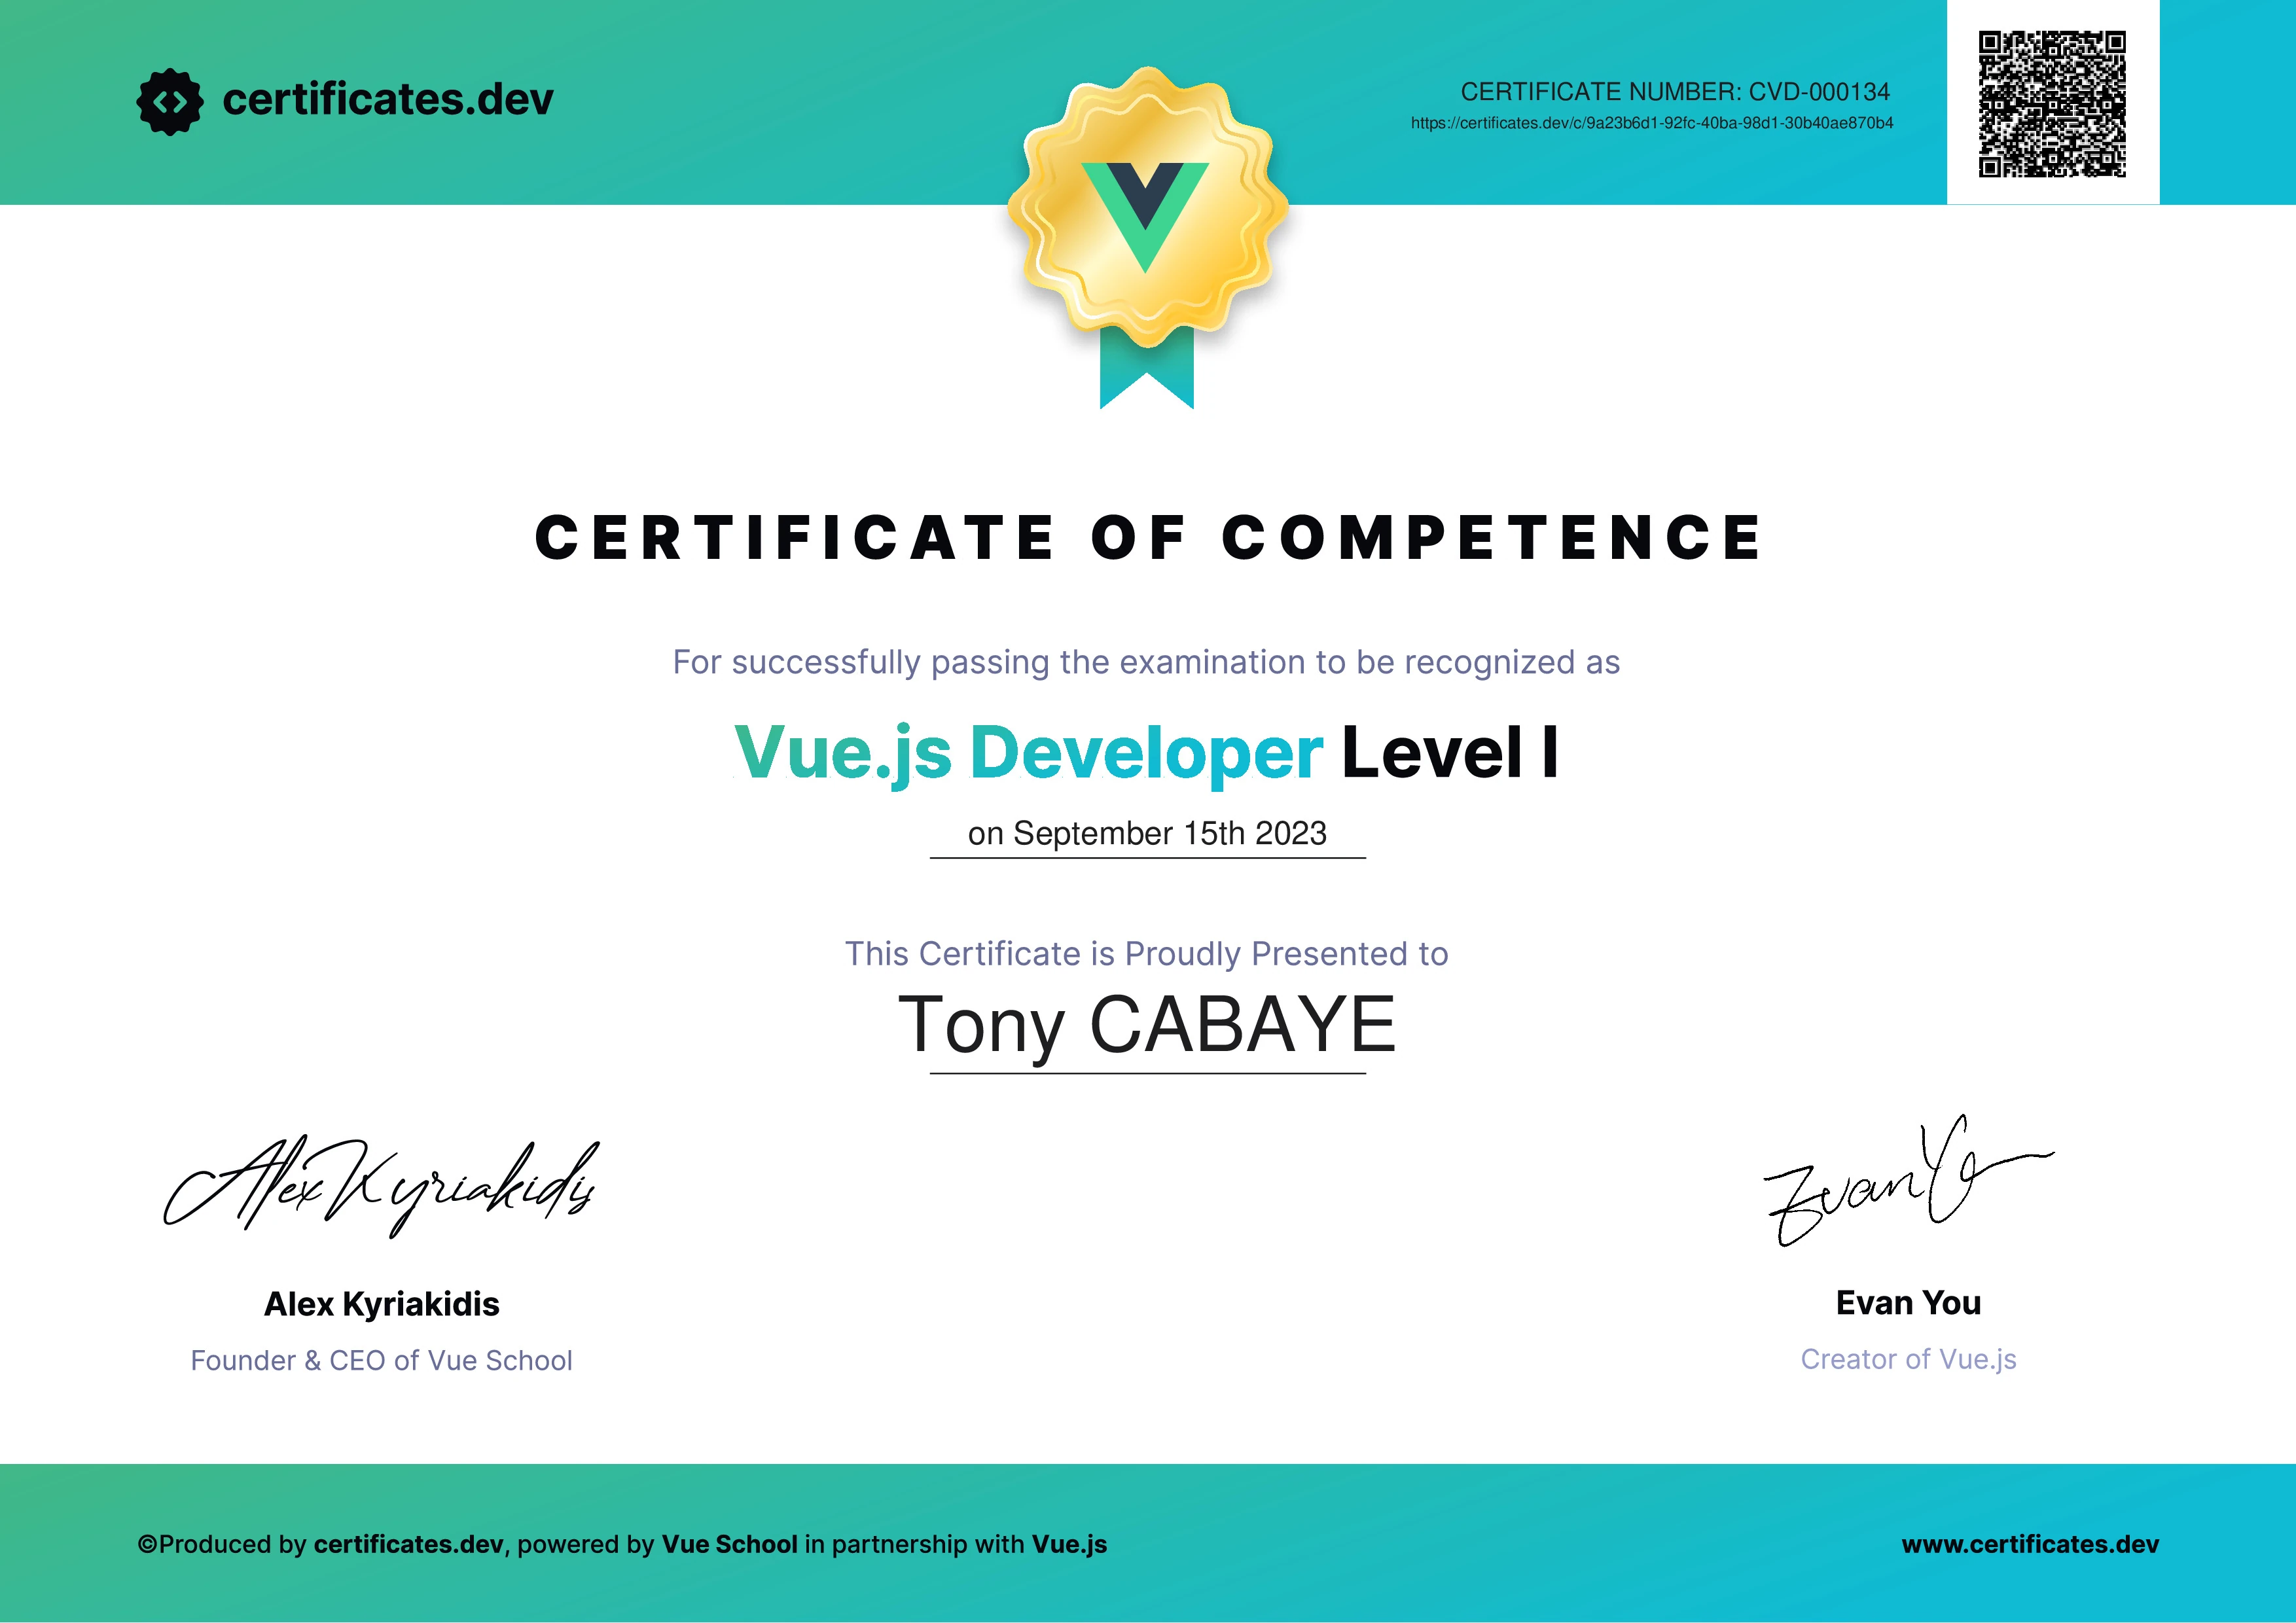 certificates.dev
CERTIFICATE NUMBER: CVD-000134
https://certificates.dev/c/9a23b6d1-92fc-40ba-98d1-30b40ae870b4
CERTIFICATE OF COMPETENCE
For successfully passing the examination to be recognized as
Vue.js Developer Level I
on September 15th 2023
This Certificate is Proudly Presented to
Tony CABAYE
Alex Kyriakidis
Evan Yo
Alex Kyriakidis
Evan You
Founder & CEO of Vue School
Creator of Vue.js
©Produced by certificates.dev, powered by Vue School in partnership with Vue.js
www.certificates.dev